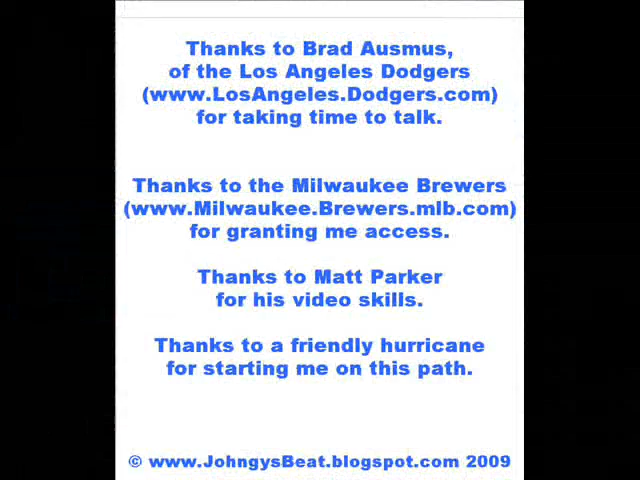 Thanks to Brad Ausmus,
of the Los Angeles Dodgers
(www.LosAngeles.Dodgers.com)
for taking time to talk.
Thanks to the Milwaukee Brewers
(www.Milwaukee.Brewers.mlb.com)
for granting me access.
Thanks to Matt Parker
for his video skills.
Thanks to a friendly hurricane
for starting me on this path.
© www.JohngysBeat.blogspot.com 2009